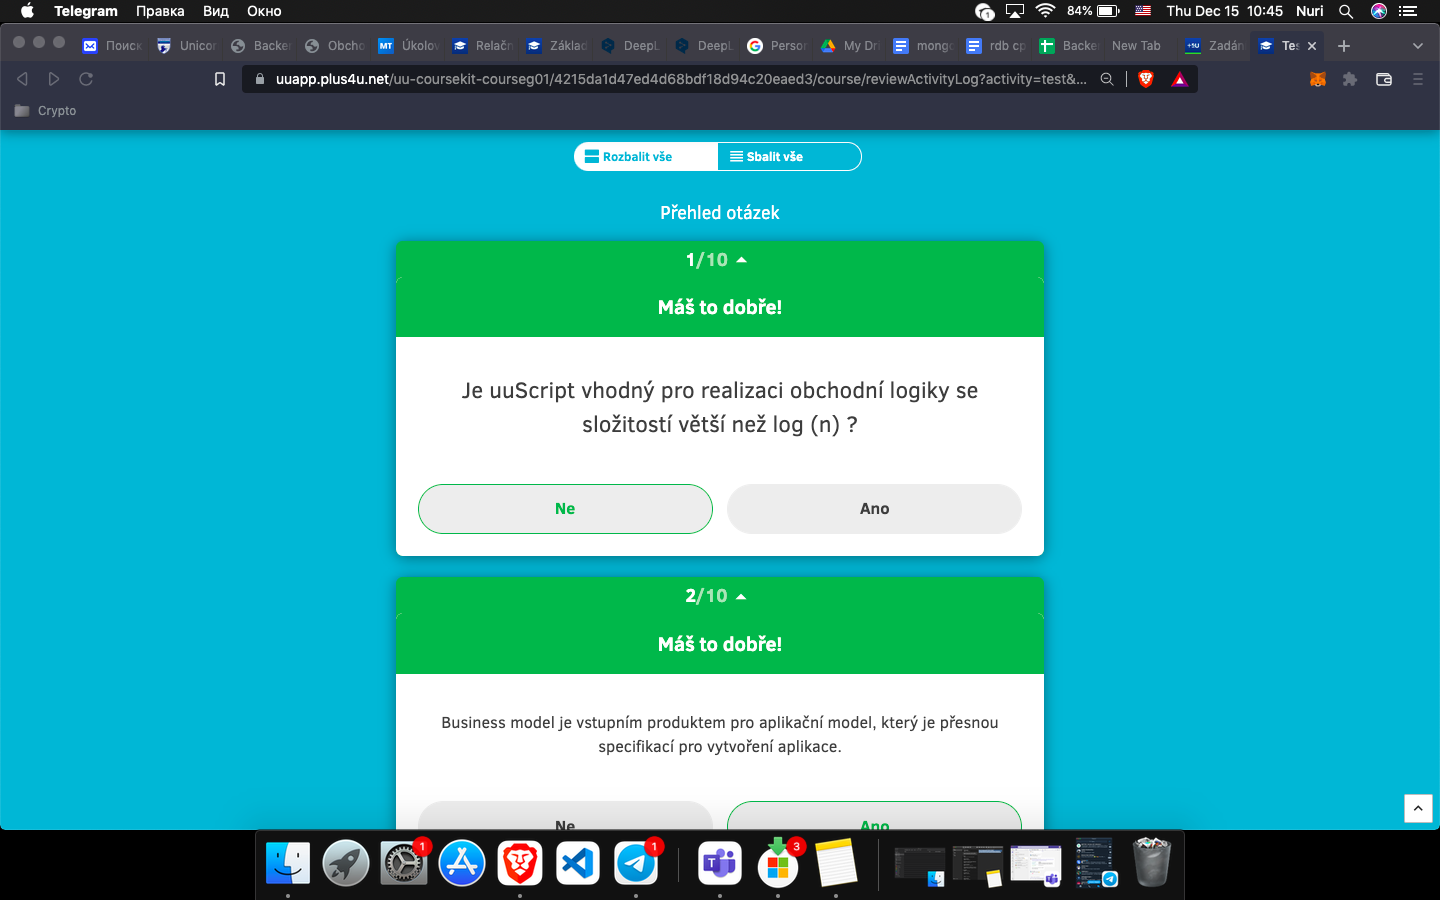 Telegram Правка Вид Окно 1 84% Thu Dec 15 10:45 Nuri
Поиск Unicor Backe Obcho MT Úkolov Relačn Základ DeepL DeepL Person My Dri mong rdb cp Backe New Tab +5U Zadán Tes
uuapp.plus4u.net/uu-coursekit-courseg01/4215da1d47ed4d68bdf18d94c20eaed3/course/reviewActivityLog?activity=test&...
Crypto
Rozbalit vše Sbalit vše
Přehled otázek
1/10
Máš to dobře!
Je uuScript vhodný pro realizaci obchodní logiky se
složitostí větší než log (n) ?
Ne Ano
2/10
Máš to dobře!
Business model je vstupním produktem pro aplikační model, který je přesnou
specifikací pro vytvoření aplikace.
Ne Ano
1 1 3